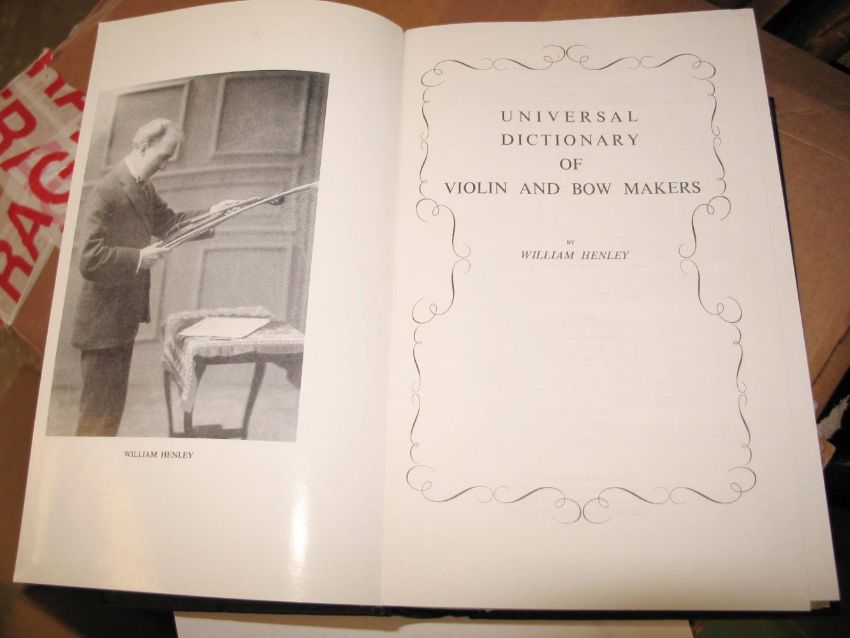 WILLIAM HENLEY
UNIVERSAL
DICTIONARY
OF
VIOLIN AND BOW MAKERS
BY
WILLIAM HENLEY